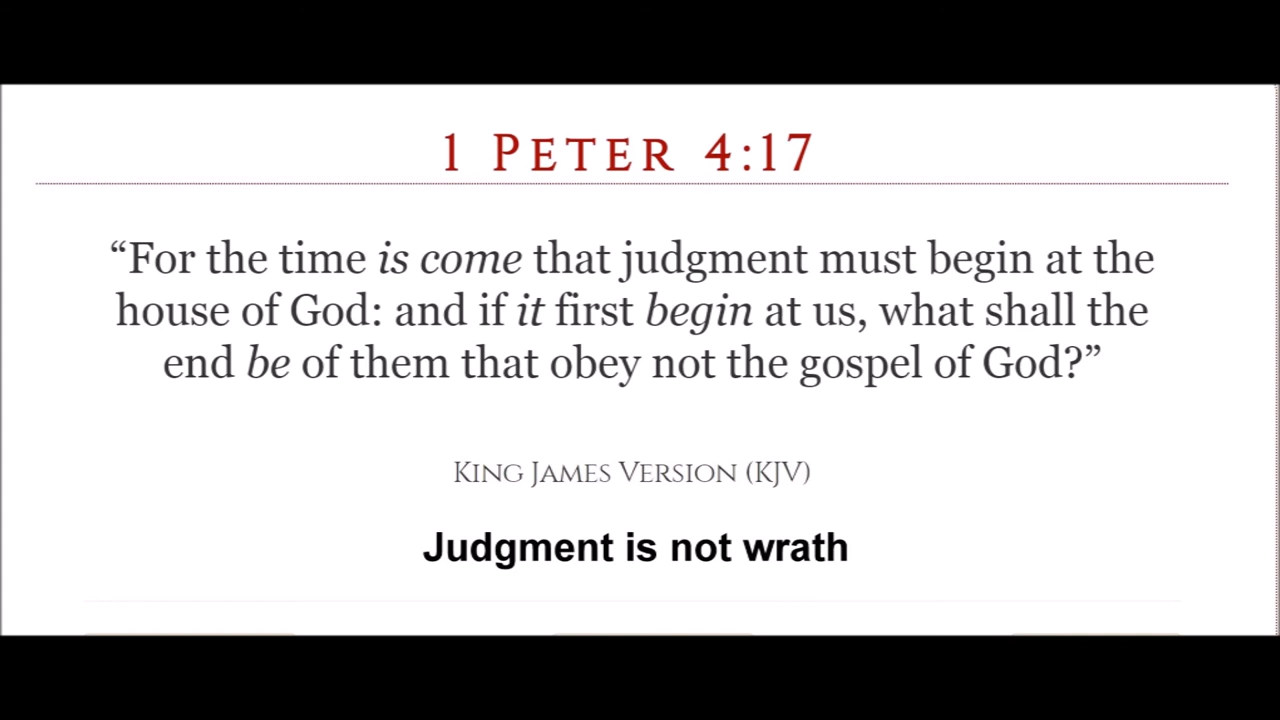 1 PETER 4:17
“For the time is come that judgment must begin at the
house of God: and if it first begin at us, what shall the
end be of them that obey not the gospel of God?”
KING JAMES VERSION (KJV)
Judgment is not wrath